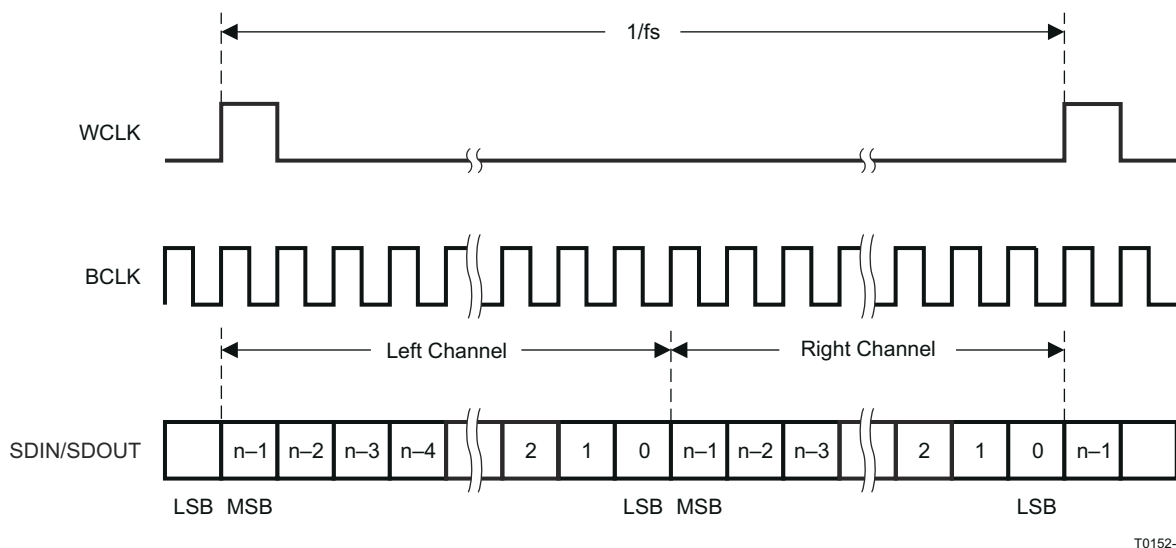 1/fs
WCLK
BCLK
Left Channel Right Channel
SDIN/SDOUT n–1 n–2 n–3 n–4 2 1 0 n–1 n–2 n–3 2 1 0 n–1
LSB MSB LSB MSB LSB
T0152-